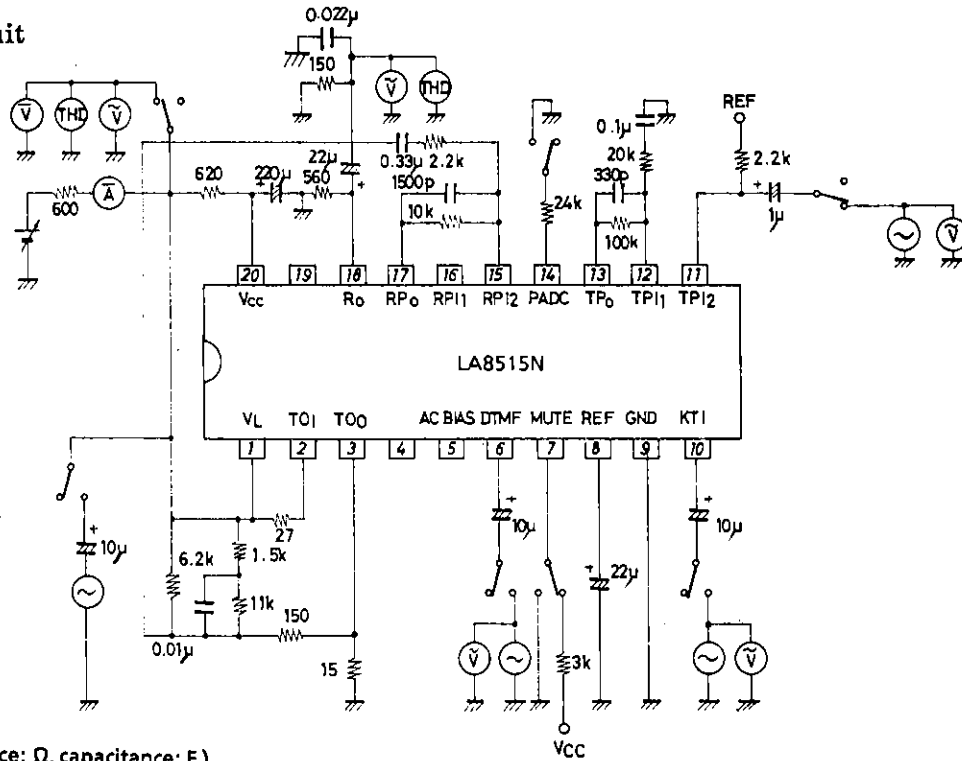 uit
0.022μ
150
V
THD
Ṽ
Ṽ
THD
REF
0.1μ
22μ
0.33μ
2.2k
20k
2.2k
620
220μ
560
1500p
330p
600
A
10k
24k
100k
1μ
Ṽ
20 19 18 17 16 15 14 13 12 11
Vcc RO RPO RPI1 RPI2 PADC TPO TPI1 TPI2
LA8515N
VL TOI TOO AC BIAS DTMF MUTE REF GND KTI
1 2 3 4 5 6 7 8 9 10
27
10μ
6.2k
1.5k
10μ
22μ
10μ
11k
150
0.01μ
15
Ṽ
3k
Ṽ
VCC
ce: Ω, capacitance: F)